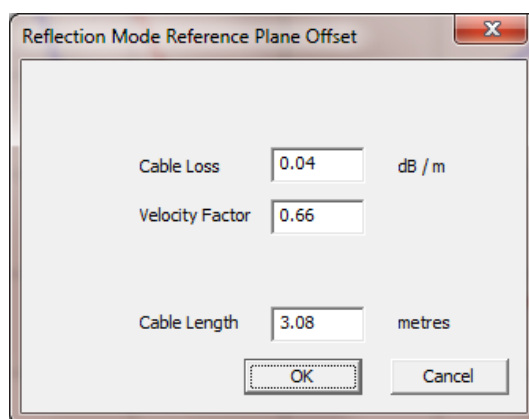 Reflection Mode Reference Plane Offset
Cable Loss 0.04 dB / m
Velocity Factor 0.66
Cable Length 3.08 metres
OK Cancel